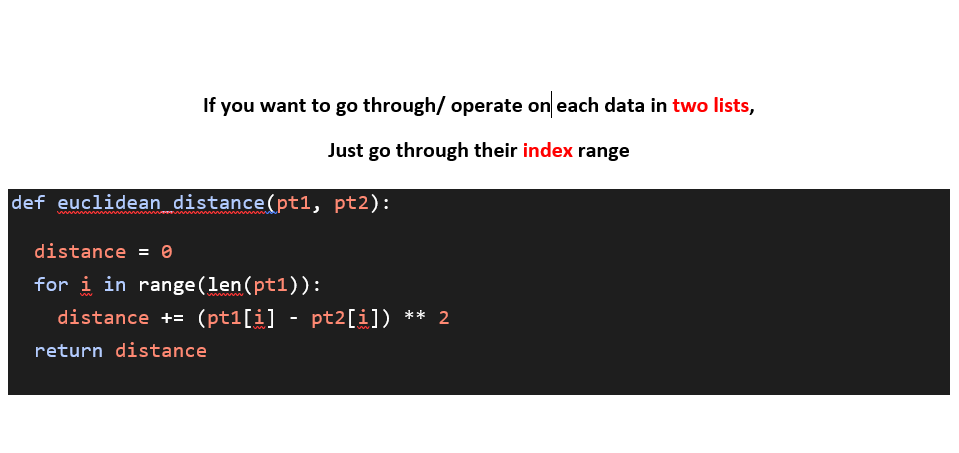 If you want to go through/ operate on each data in two lists,
Just go through their index range
def euclidean_distance(pt1, pt2):
  distance = 0
  for i in range(len(pt1)):
    distance += (pt1[i] - pt2[i]) ** 2
  return distance